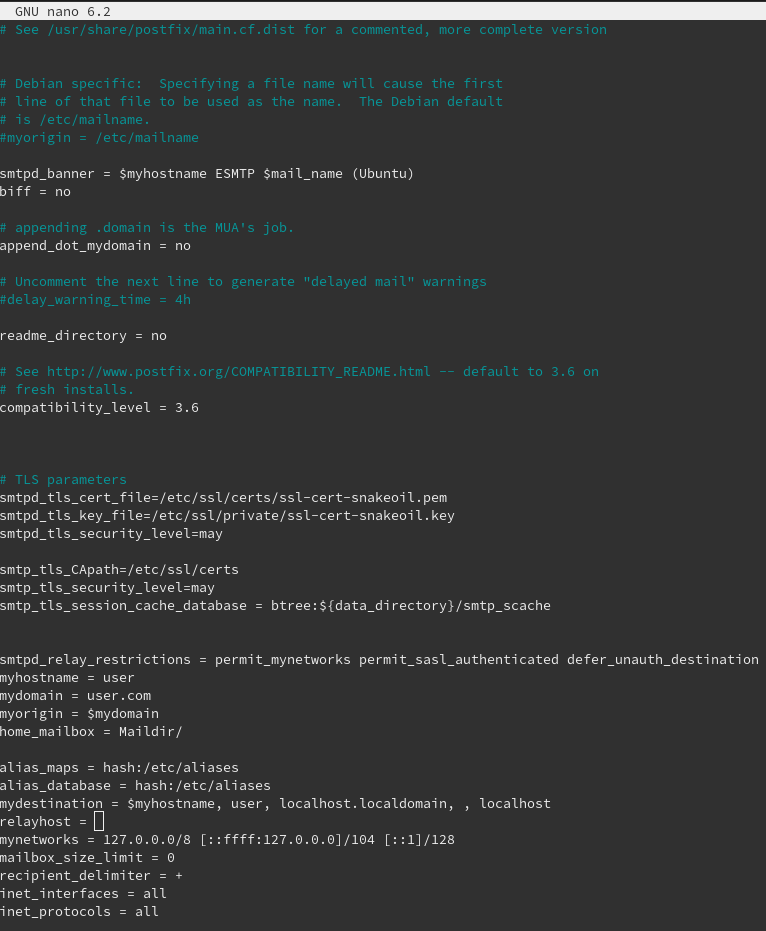 GNU nano 6.2
# See /usr/share/postfix/main.cf.dist for a commented, more complete version
# Debian specific:  Specifying a file name will cause the first
# line of that file to be used as the name.  The Debian default
# is /etc/mailname.
#myorigin = /etc/mailname
smtpd_banner = $myhostname ESMTP $mail_name (Ubuntu)
biff = no
# appending .domain is the MUA's job.
append_dot_mydomain = no
# Uncomment the next line to generate "delayed mail" warnings
#delay_warning_time = 4h
readme_directory = no
# See http://www.postfix.org/COMPATIBILITY_README.html -- default to 3.6 on
# fresh installs.
compatibility_level = 3.6
# TLS parameters
smtpd_tls_cert_file=/etc/ssl/certs/ssl-cert-snakeoil.pem
smtpd_tls_key_file=/etc/ssl/private/ssl-cert-snakeoil.key
smtpd_tls_security_level=may
smtp_tls_CApath=/etc/ssl/certs
smtp_tls_security_level=may
smtp_tls_session_cache_database = btree:${data_directory}/smtp_scache
smtpd_relay_restrictions = permit_mynetworks permit_sasl_authenticated defer_unauth_destination
myhostname = user
mydomain = user.com
myorigin = $mydomain
home_mailbox = Maildir/
alias_maps = hash:/etc/aliases
alias_database = hash:/etc/aliases
mydestination = $myhostname, user, localhost.localdomain, , localhost
relayhost =
mynetworks = 127.0.0.0/8 [::ffff:127.0.0.0]/104 [::1]/128
mailbox_size_limit = 0
recipient_delimiter = +
inet_interfaces = all
inet_protocols = all